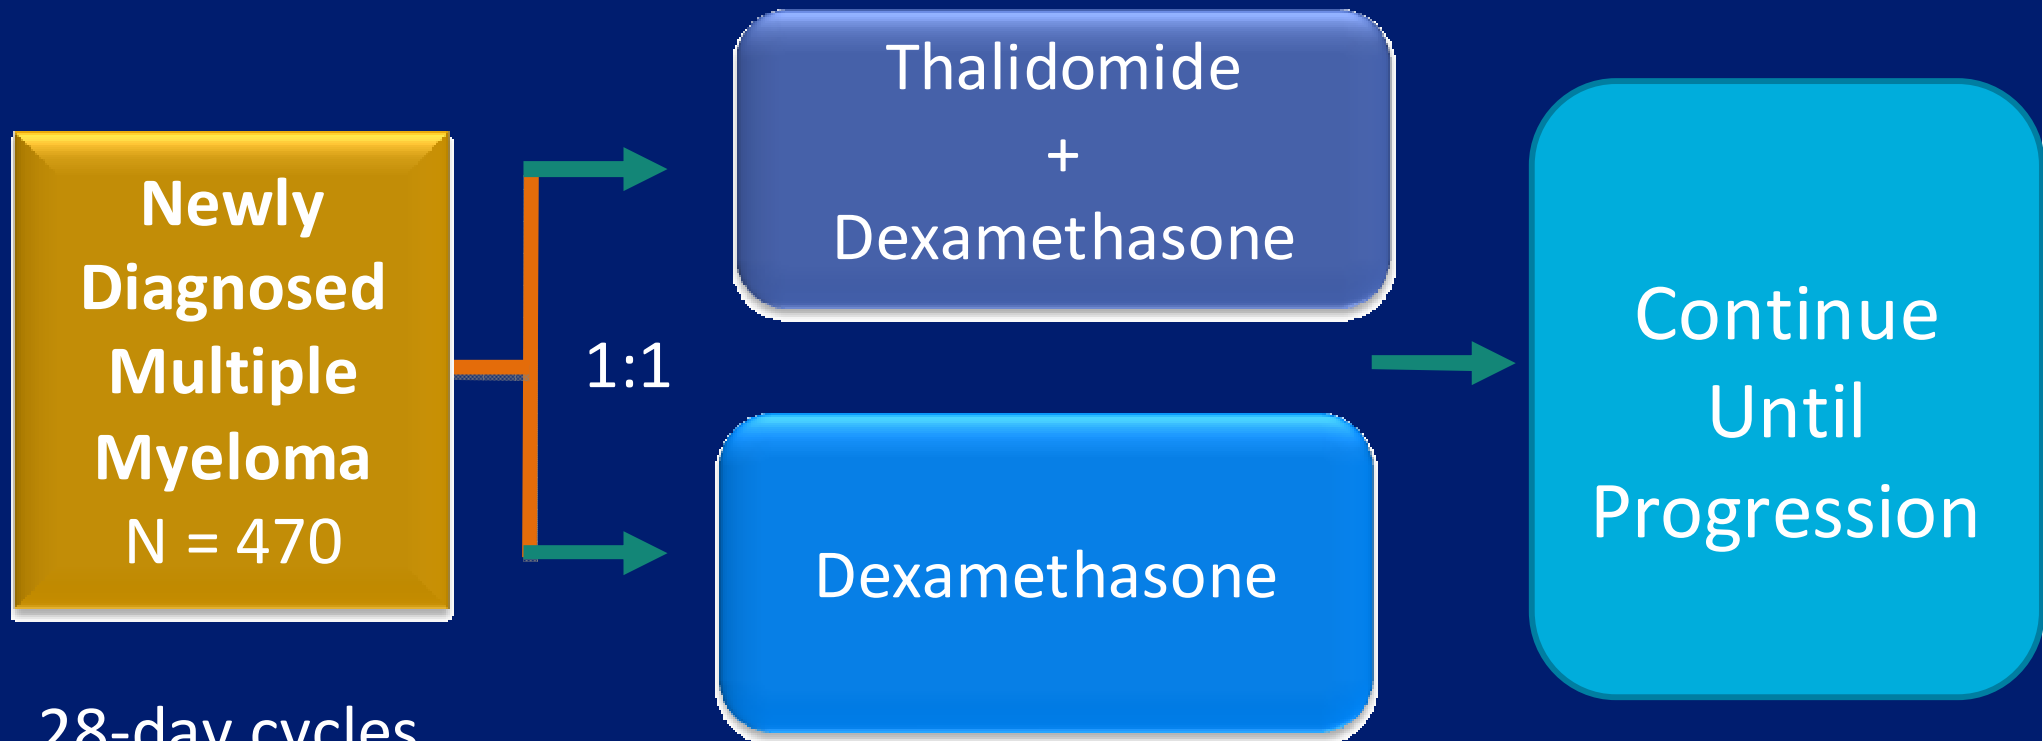 Newly
Diagnosed
Multiple
Myeloma
N = 470
1:1
Thalidomide
+
Dexamethasone
Dexamethasone
Continue
Until
Progression
28-day cycles